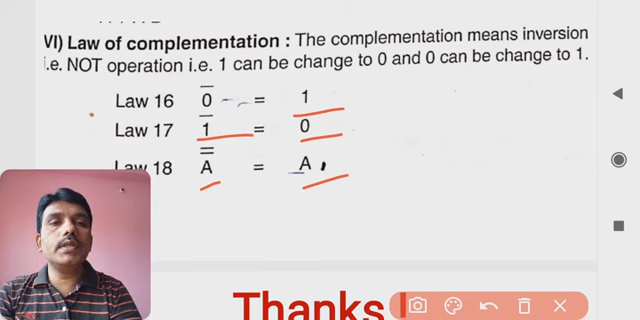 VI) Law of complementation : The complementation means inversion
i.e. NOT operation i.e. 1 can be change to 0 and 0 can be change to 1.
Law 16 0̅ = 1
Law 17 1̅ = 0
Law 18 A̿ = A
Thanks